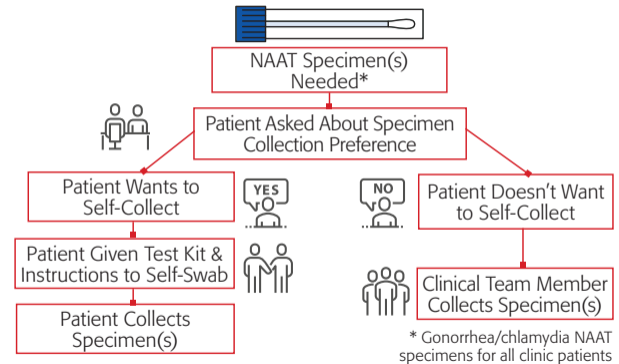 NAAT Specimen(s)
Needed*
Patient Asked About Specimen
Collection Preference
Patient Wants to
Self-Collect
YES
NO
Patient Doesn't Want
to Self-Collect
Patient Given Test Kit &
Instructions to Self-Swab
Clinical Team Member
Collects Specimen(s)
Patient Collects
Specimen(s)
* Gonorrhea/chlamydia NAAT
specimens for all clinic patients